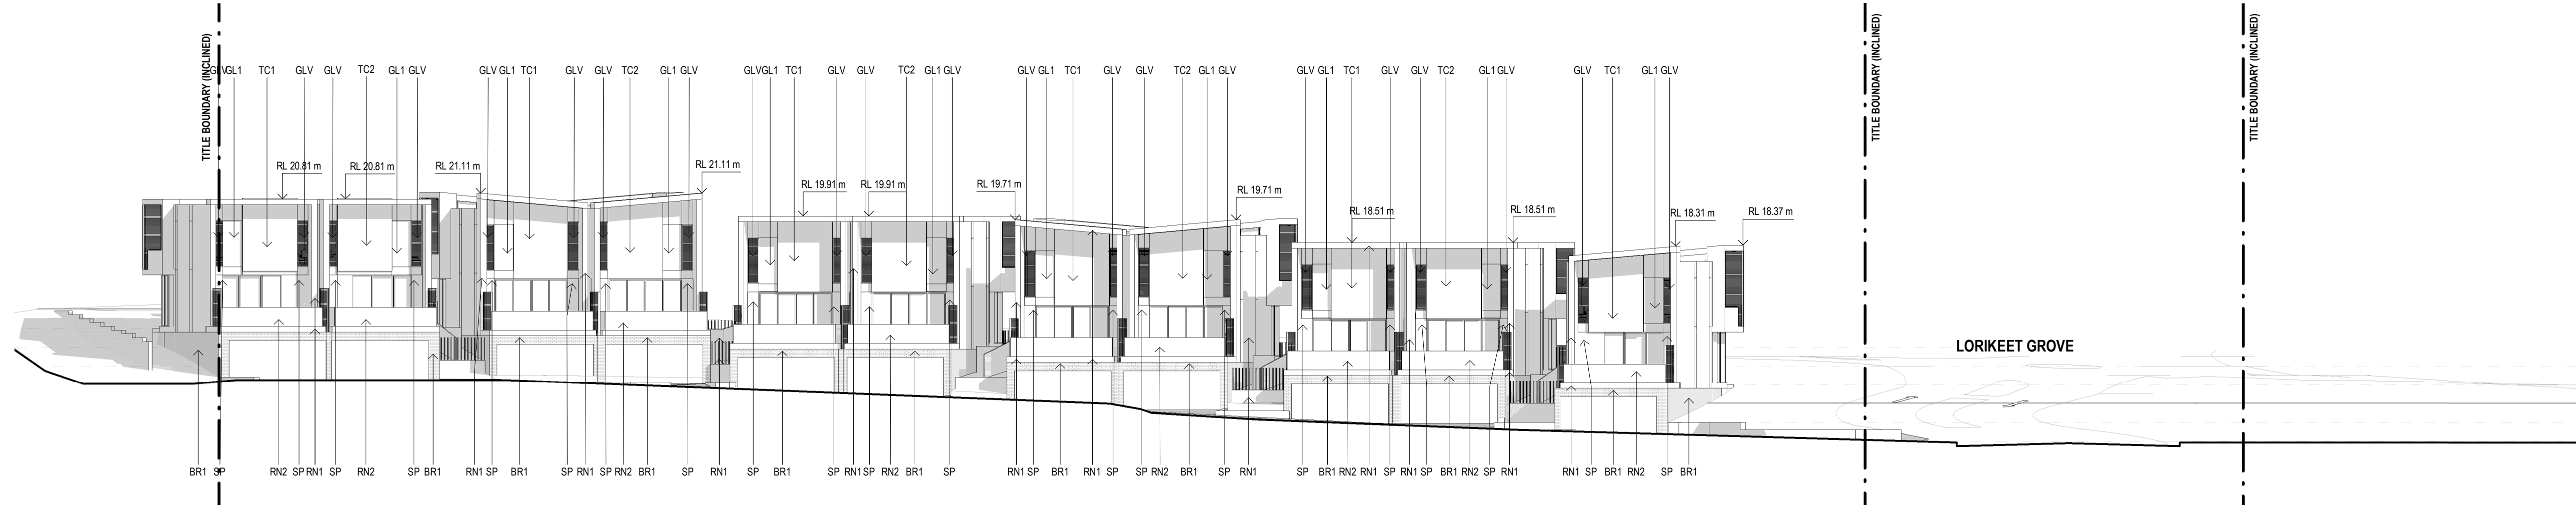 TITLE BOUNDARY (INCLINED)
TITLE BOUNDARY (INCLINED)
TITLE BOUNDARY (INCLINED)
GLV GL1 TC1 GLV GLV TC2 GL1 GLV GLV GL1 TC1 GLV GLV TC2 GL1 GLV GLV GL1 TC1 GLV GLV TC2 GL1 GLV GLV GL1 TC1 GLV GLV TC2 GL1 GLV GLV GL1 TC1 GLV GLV TC2 GL1 GLV GLV TC1 GL1 GLV
RL 20.81 m RL 20.81 m RL 21.11 m RL 21.11 m RL 19.91 m RL 19.91 m RL 19.71 m RL 19.71 m RL 18.51 m RL 18.51 m RL 18.31 m RL 18.37 m
LORIKEET GROVE
BR1 SP RN2 SP RN1 SP RN2 SP BR1 RN1 SP BR1 SP RN1 SP RN2 BR1 SP RN1 SP BR1 SP RN1 SP RN2 BR1 SP RN1 SP BR1 RN1 SP SP RN2 BR1 SP RN1 SP BR1 RN2 RN1 SP RN1 SP BR1 RN2 SP RN1 RN1 SP BR1 RN2 SP BR1